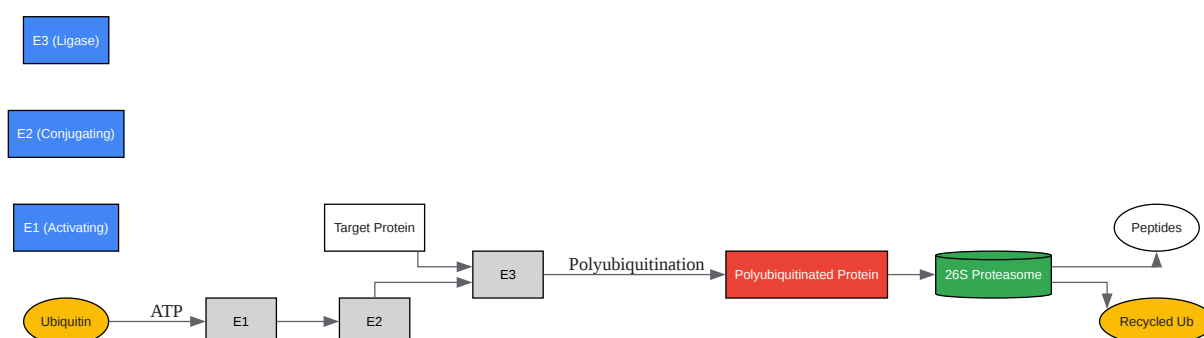 E3 (Ligase)
E2 (Conjugating)
E1 (Activating)
Target Protein
Peptides
E3
Polyubiquitination
Polyubiquitinated Protein
26S Proteasome
Ubiquitin
ATP
E1
E2
Recycled Ub